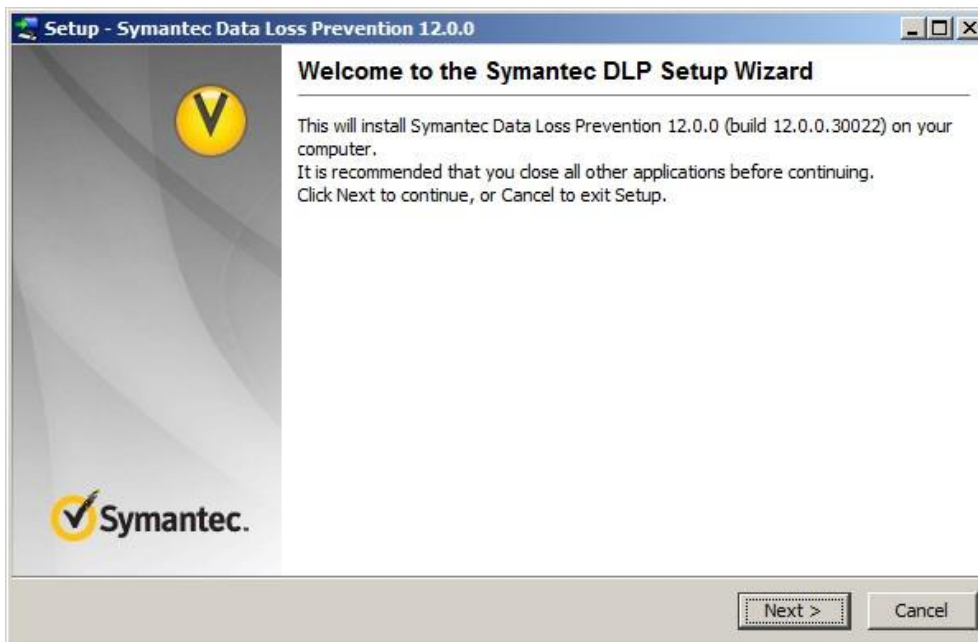 Setup - Symantec Data Loss Prevention 12.0.0
Welcome to the Symantec DLP Setup Wizard
This will install Symantec Data Loss Prevention 12.0.0 (build 12.0.0.30022) on your
computer.
It is recommended that you close all other applications before continuing.
Click Next to continue, or Cancel to exit Setup.
Symantec.
Next >
Cancel